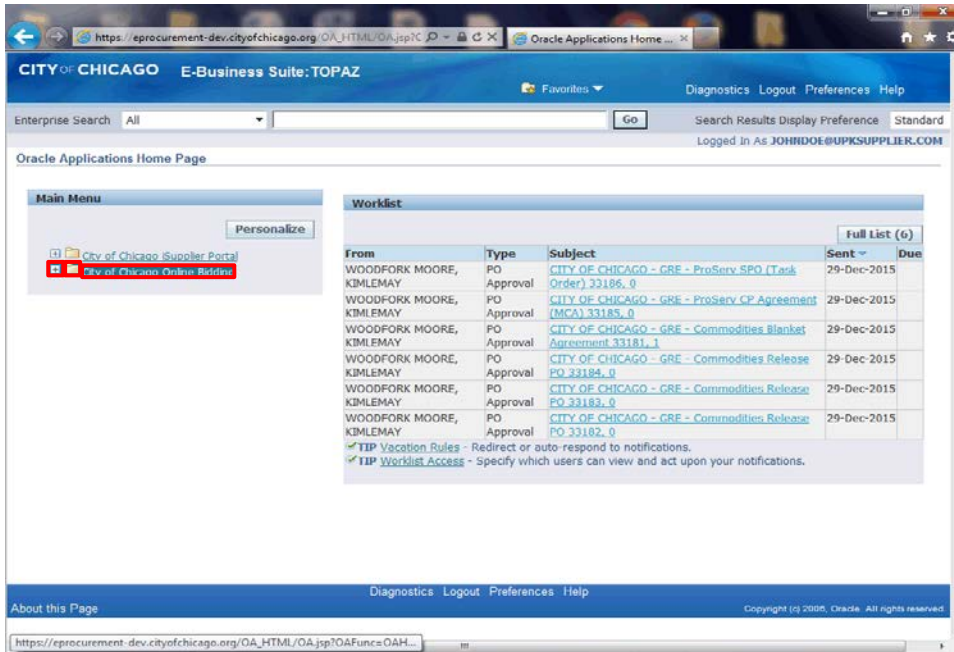 https://eprocurement-dev.cityofchicago.org/OA_HTML/OA.jsp?C
Oracle Applications Home ...
CITY OF CHICAGO E-Business Suite: TOPAZ
Favorites
Diagnostics Logout Preferences Help
Enterprise Search All Go Search Results Display Preference Standard
Logged In As JOHNDOE@UPKSUPPLIER.COM
Oracle Applications Home Page
Main Menu
Personalize
City of Chicago iSupplier Portal
City of Chicago Online Bidding
Worklist
Full List (6)
From Type Subject Sent Due
WOODFORK MOORE, KIMLEMAY PO Approval CITY OF CHICAGO - GRE - ProServ SPO (Task Order) 33186, 0 29-Dec-2015
WOODFORK MOORE, KIMLEMAY PO Approval CITY OF CHICAGO - GRE - ProServ CP Agreement (MCA) 33185, 0 29-Dec-2015
WOODFORK MOORE, KIMLEMAY PO Approval CITY OF CHICAGO - GRE - Commodities Blanket Agreement 33181, 1 29-Dec-2015
WOODFORK MOORE, KIMLEMAY PO Approval CITY OF CHICAGO - GRE - Commodities Release PO 33184, 0 29-Dec-2015
WOODFORK MOORE, KIMLEMAY PO Approval CITY OF CHICAGO - GRE - Commodities Release PO 33183, 0 29-Dec-2015
WOODFORK MOORE, KIMLEMAY PO Approval CITY OF CHICAGO - GRE - Commodities Release PO 33182, 0 29-Dec-2015
TIP Vacation Rules - Redirect or auto-respond to notifications.
TIP Worklist Access - Specify which users can view and act upon your notifications.
Diagnostics Logout Preferences Help
About this Page
Copyright (c) 2006, Oracle. All rights reserved.
https://eprocurement-dev.cityofchicago.org/OA_HTML/OA.jsp?OAFunc=OAH...